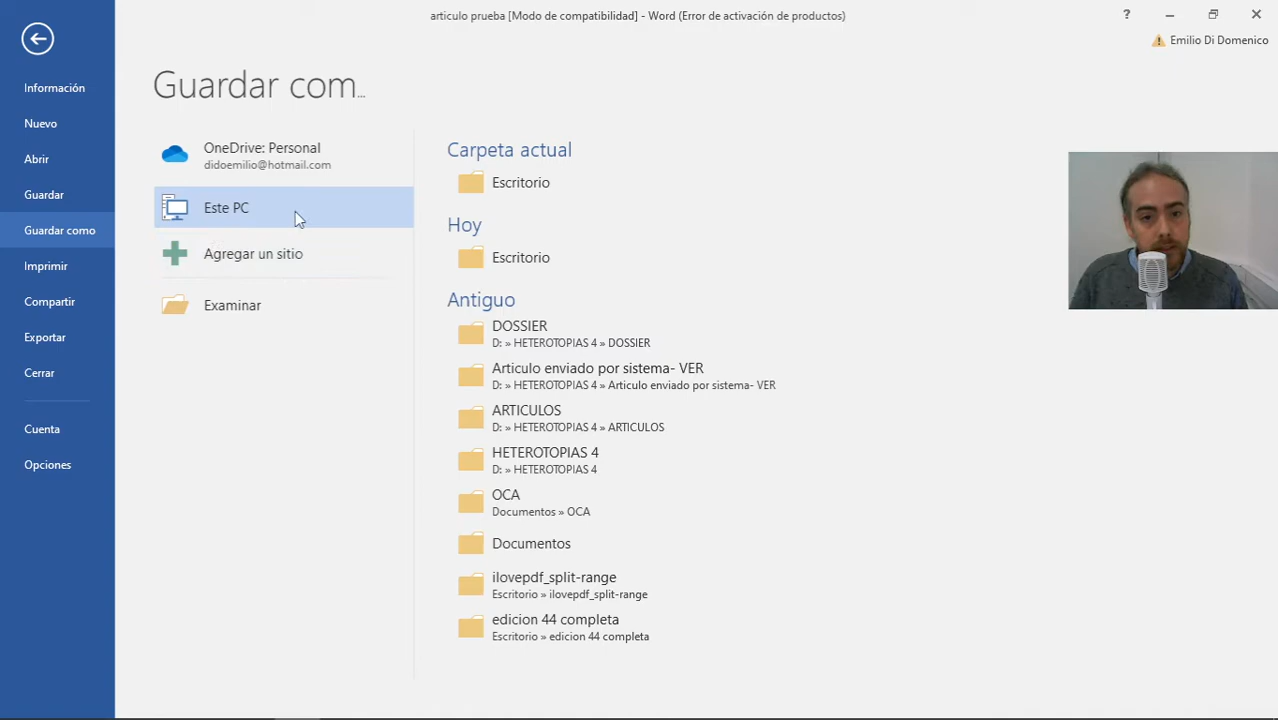 articulo prueba [Modo de compatibilidad] - Word (Error de activación de productos)
?
Emilio Di Domenico
Información
Nuevo
Abrir
Guardar
Guardar como
Imprimir
Compartir
Exportar
Cerrar
Cuenta
Opciones
Guardar com...
OneDrive: Personal
didoemilio@hotmail.com
Este PC
Agregar un sitio
Examinar
Carpeta actual
Escritorio
Hoy
Escritorio
Antiguo
DOSSIER
D: » HETEROTOPIAS 4 » DOSSIER
Articulo enviado por sistema- VER
D: » HETEROTOPIAS 4 » Articulo enviado por sistema- VER
ARTICULOS
D: » HETEROTOPIAS 4 » ARTICULOS
HETEROTOPIAS 4
D: » HETEROTOPIAS 4
OCA
Documentos » OCA
Documentos
ilovepdf_split-range
Escritorio » ilovepdf_split-range
edicion 44 completa
Escritorio » edicion 44 completa